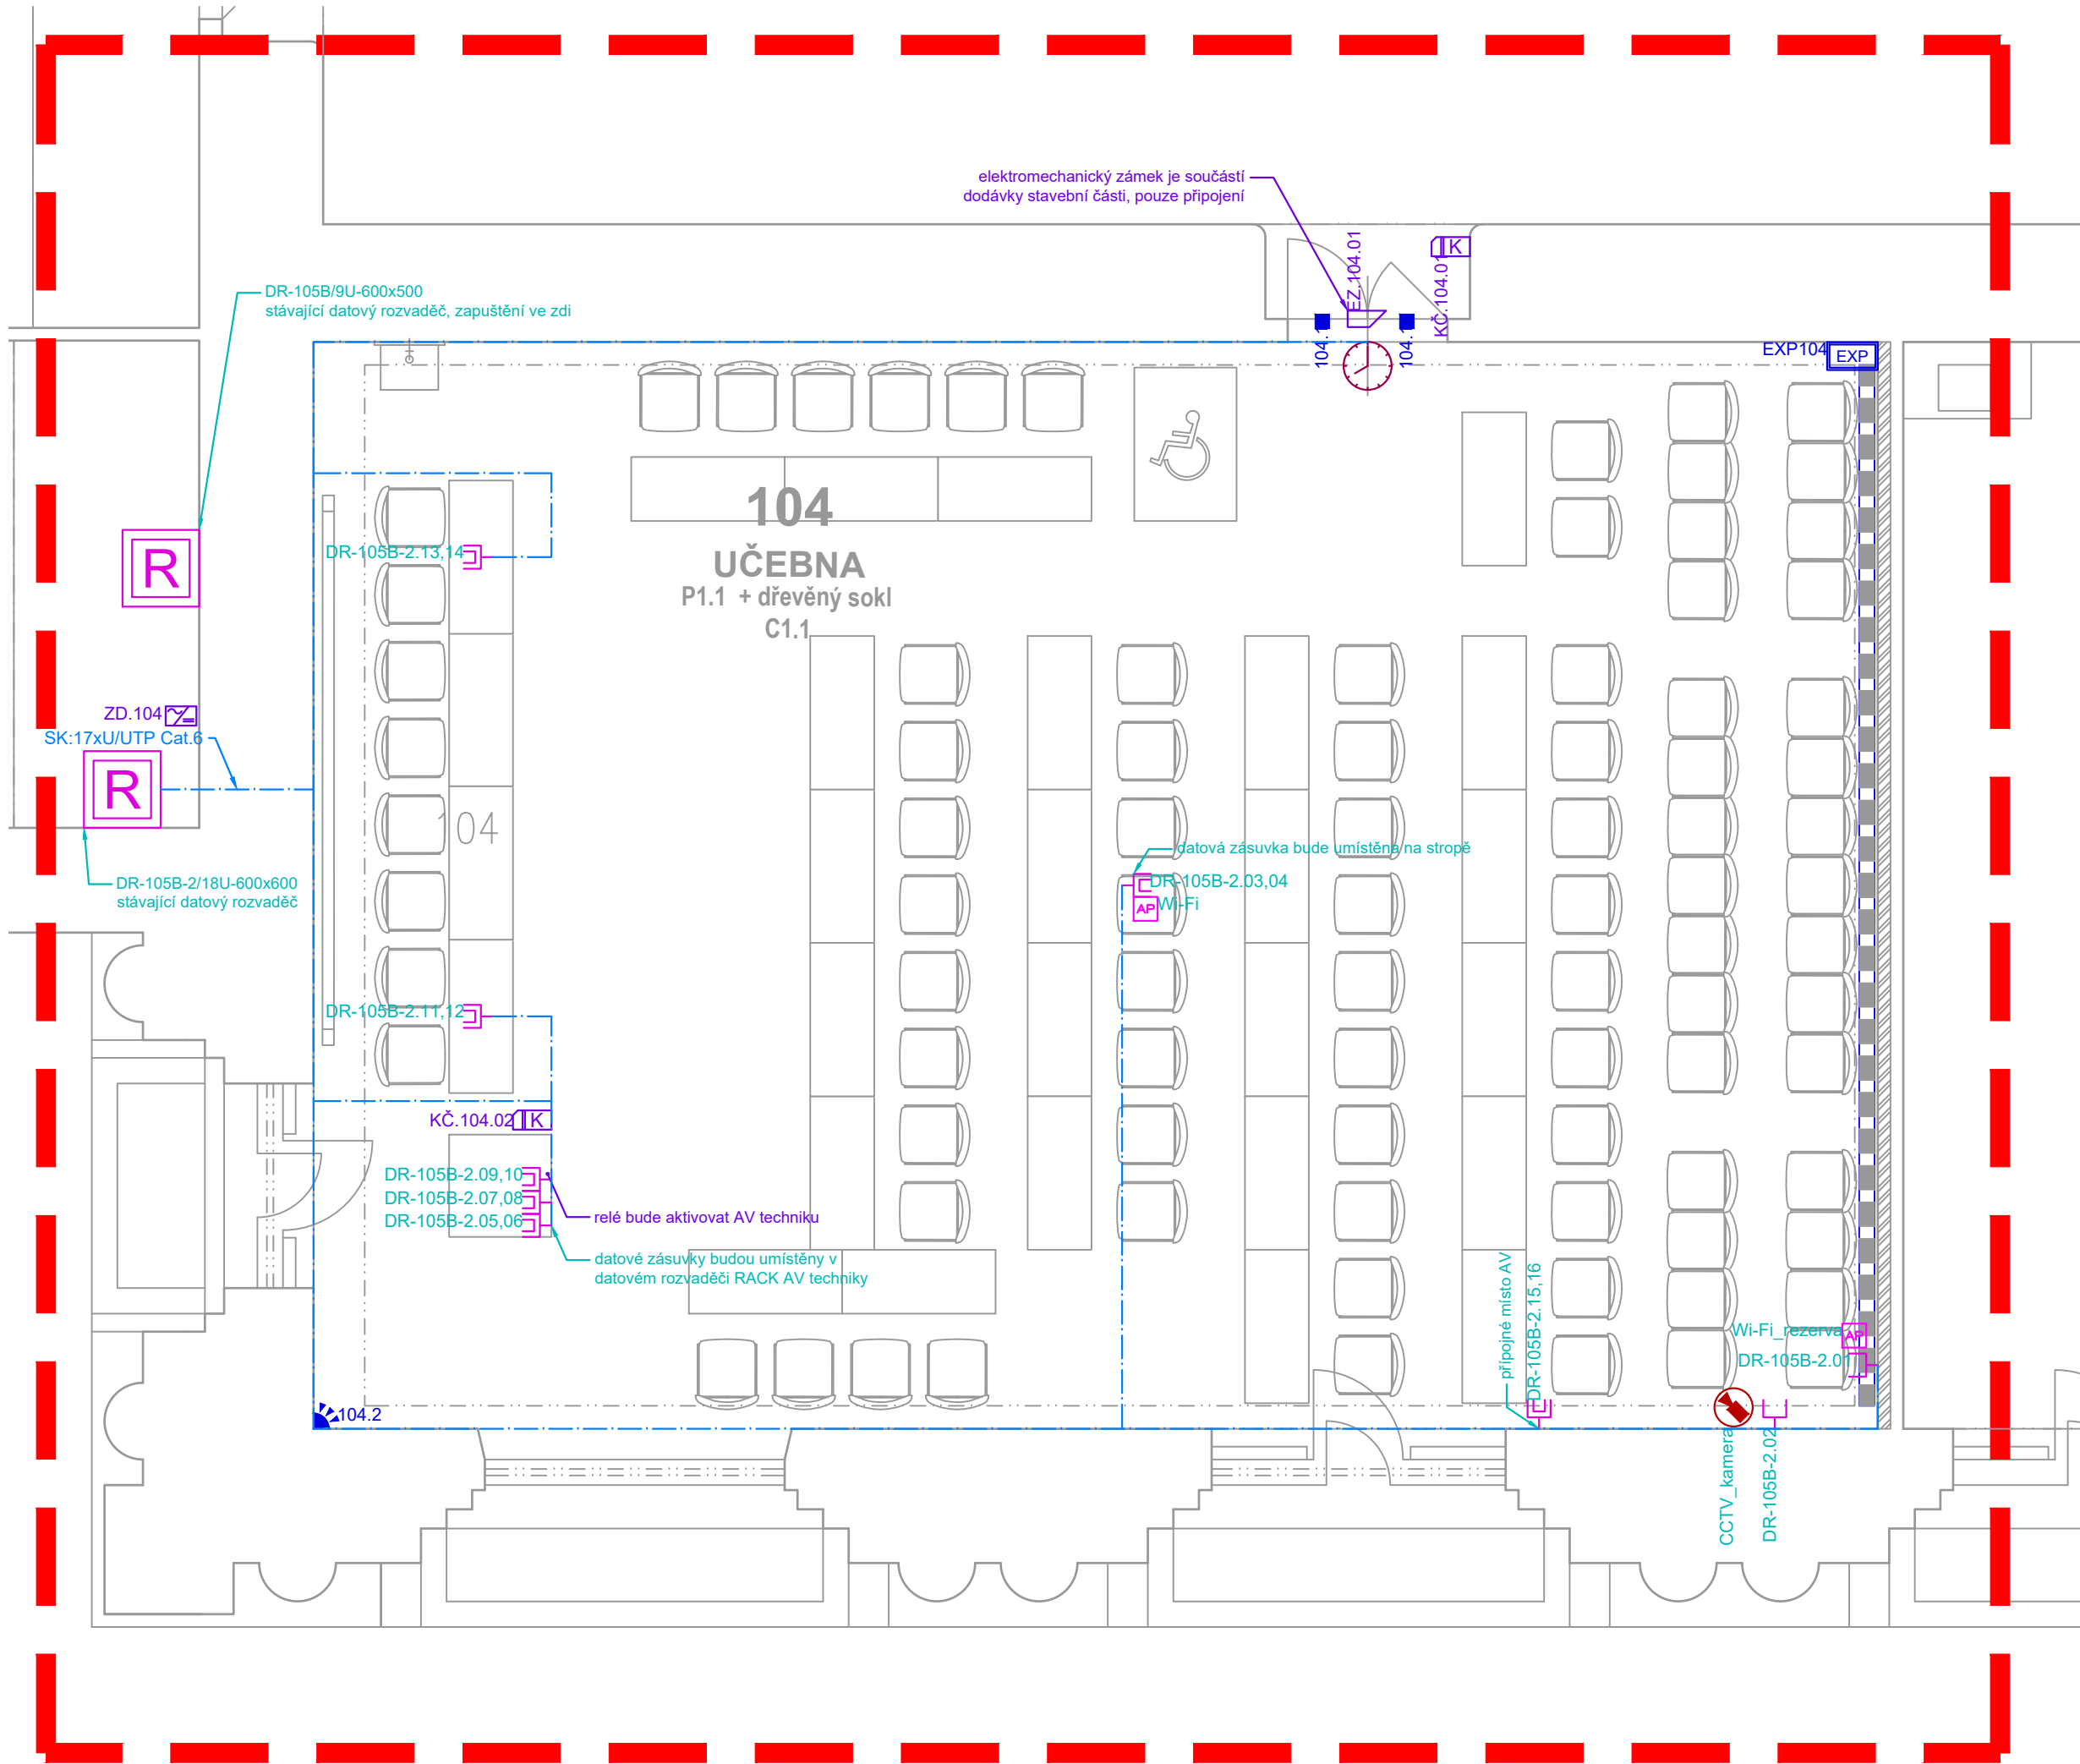 elektromechanický zámek je součástí
dodávky stavební části, pouze připojení
EZ.104.01
K
KČ.104.01
DR-105B/9U-600x500
stávající datový rozvaděč, zapuštění ve zdi
104.
104.
EXP104
EXP
104
UČEBNA
P1.1 + dřevěný sokl
C1.1
DR-105B-2.13,14
R
ZD.104
SK:17xU/UTP Cat.6
R
104
datová zásuvka bude umístěna na stropě
DR-105B-2.03,04
AP
Wi-Fi
DR-105B-2/18U-600x600
stávající datový rozvaděč
DR-105B-2.11,12
KČ.104.02
K
DR-105B-2.09,10
DR-105B-2.07,08
DR-105B-2.05,06
relé bude aktivovat AV techniku
datové zásuvky budou umístěny v
datovém rozvaděči RACK AV techniky
přípojné místo AV
DR-105B-2.15,16
Wi-Fi_rezerva
AP
DR-105B-2.01
104.2
CCTV_kamera
DR-105B-2.02